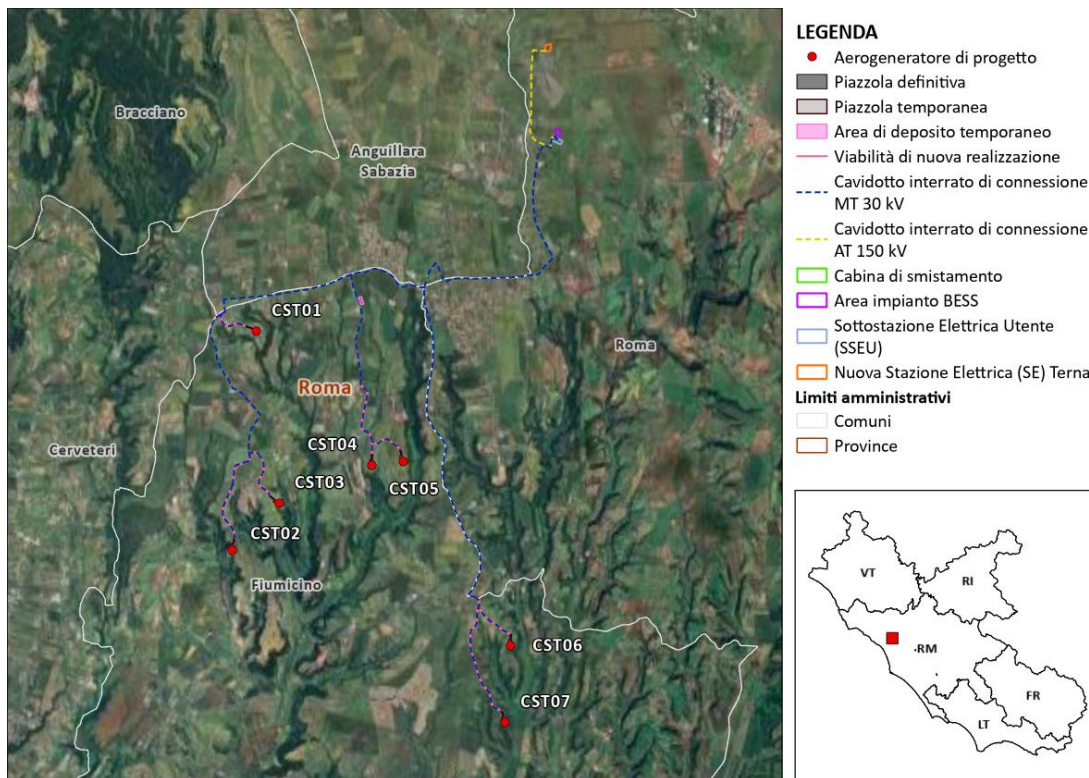 Bracciano
Anguillara
Sabazia
CST01
Roma
Roma
Cerveteri
CST04
CST05
CST03
CST02
Fiumicino
CST06
CST07
LEGENDA
Aerogeneratore di progetto
Piazzola definitiva
Piazzola temporanea
Area di deposito temporaneo
Viabilità di nuova realizzazione
Cavidotto interrato di connessione
MT 30 kV
Cavidotto interrato di connessione
AT 150 kV
Cabina di smistamento
Area impianto BESS
Sottostazione Elettrica Utente
(SSEU)
Nuova Stazione Elettrica (SE) Terna
Limiti amministrativi
Comuni
Province
VT
RI
RM
FR
LT